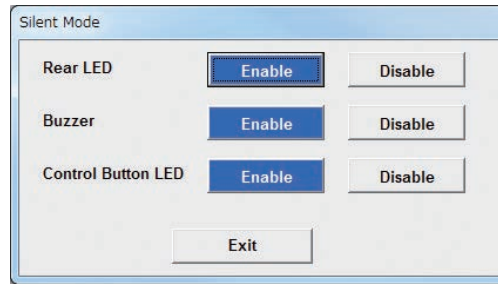 Silent Mode
Rear LED Enable Disable
Buzzer Enable Disable
Control Button LED Enable Disable
Exit